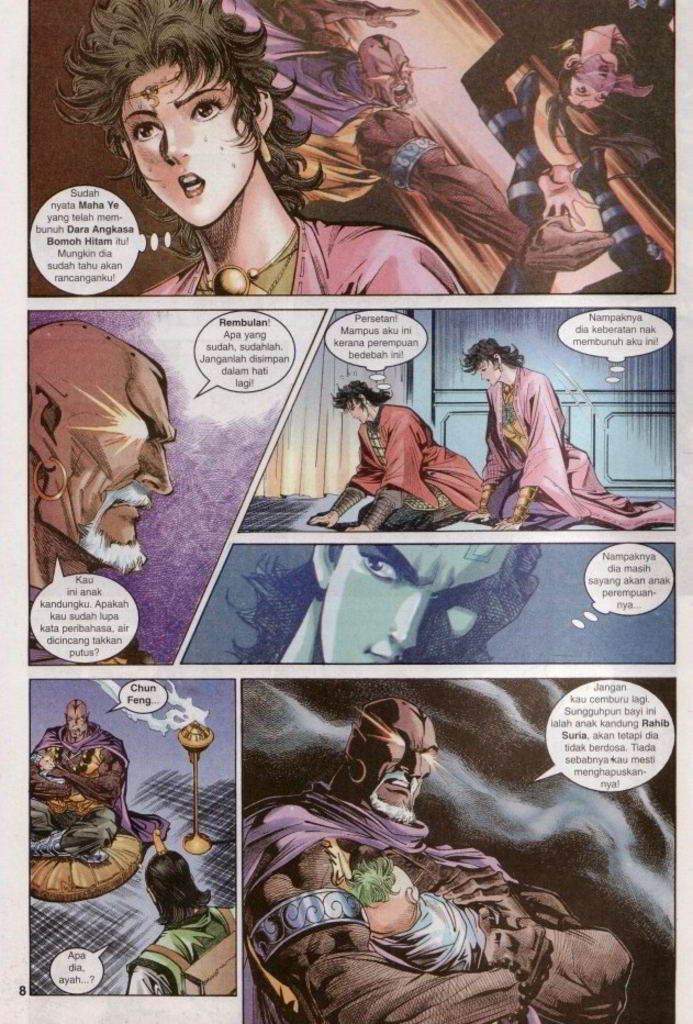 Sudah
nyata Maha Ye
yang telah mem-
bunuh Dara Angkasa
Bomoh Hitam itu!
Mungkin dia
sudah tahu akan
rancanganku!
Rembulan!
Apa yang
sudah, sudahlah.
Janganlah disimpan
dalam hati
lagi!
Persetan!
Mampus aku ini
kerana perempuan
bedebah ini!
Nampaknya
dia keberatan nak
membunuh aku ini!
Kau
ini anak
kandungku. Apakah
kau sudah lupa
kata peribahasa, air
dicincang takkan
putus?
Nampaknya
dia masih
sayang akan anak
perempuan-
nya...
Chun
Feng...
Apa
dia,
ayah...?
Jangan
kau cemburu lagi.
Sungguhpun bayi ini
ialah anak kandung Rahib
Suria, akan tetapi dia
tidak berdosa. Tiada
sebabnya kau mesti
menghapuskan-
nya!
8